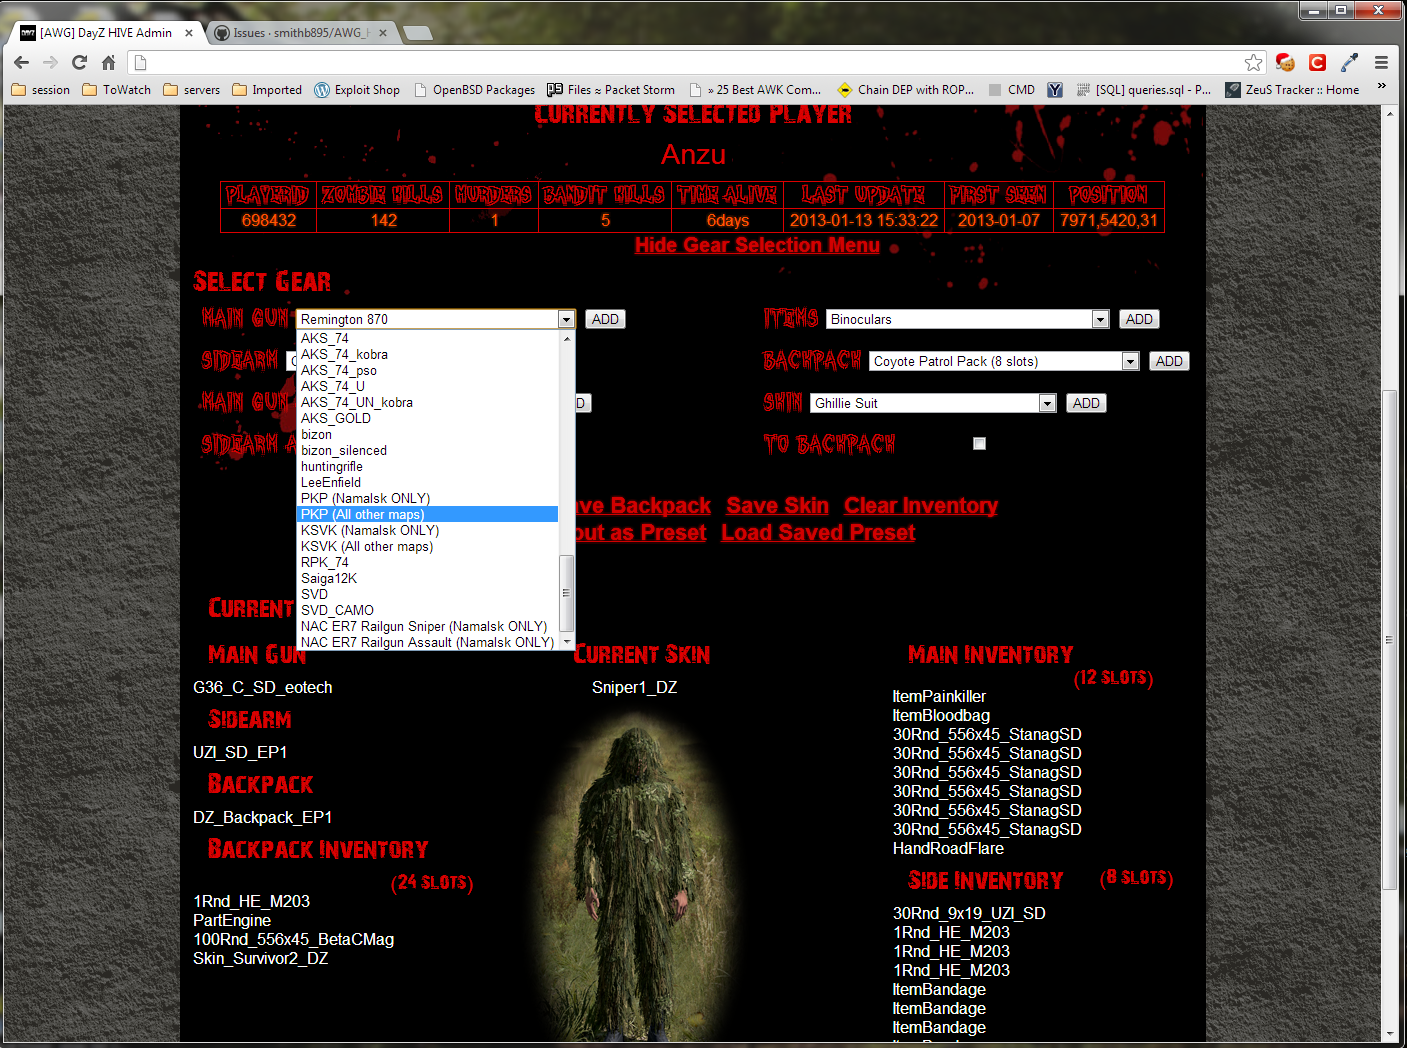 [AWG] DayZ HIVE Admin
Issues · smithb895/AWG_H
session ToWatch servers Imported Exploit Shop OpenBSD Packages Files ≈ Packet Storm » 25 Best AWK Com... Chain DEP with ROP... CMD [SQL] queries.sql - P... ZeuS Tracker :: Home »
Currently Selected Player
Anzu
PLAYERID ZOMBIE KILLS MURDERS BANDIT KILLS TIME ALIVE LAST UPDATE FIRST SEEN POSITION
698432 142 1 5 6days 2013-01-13 15:33:22 2013-01-07 7971,5420,31
Hide Gear Selection Menu
Select Gear
MAIN GUN Remington 870 ADD
ITEMS Binoculars ADD
AKS_74
AKS_74_kobra
AKS_74_pso
AKS_74_U
AKS_74_UN_kobra
AKS_GOLD
bizon
bizon_silenced
huntingrifle
LeeEnfield
PKP (Namalsk ONLY)
PKP (All other maps)
KSVK (Namalsk ONLY)
KSVK (All other maps)
RPK_74
Saiga12K
SVD
SVD_CAMO
NAC ER7 Railgun Sniper (Namalsk ONLY)
NAC ER7 Railgun Assault (Namalsk ONLY)
SIDEARM
BACKPACK Coyote Patrol Pack (8 slots) ADD
MAIN GUN
SKIN Ghillie Suit ADD
SIDEARM A
TO BACKPACK
ve Backpack Save Skin Clear Inventory
out as Preset Load Saved Preset
Current
Main Gun
G36_C_SD_eotech
Sidearm
UZI_SD_EP1
Backpack
DZ_Backpack_EP1
Backpack Inventory
(24 slots)
1Rnd_HE_M203
PartEngine
100Rnd_556x45_BetaCMag
Skin_Survivor2_DZ
Current Skin
Sniper1_DZ
Main Inventory
(12 slots)
ItemPainkiller
ItemBloodbag
30Rnd_556x45_StanagSD
30Rnd_556x45_StanagSD
30Rnd_556x45_StanagSD
30Rnd_556x45_StanagSD
30Rnd_556x45_StanagSD
30Rnd_556x45_StanagSD
HandRoadFlare
Side Inventory (8 slots)
30Rnd_9x19_UZI_SD
1Rnd_HE_M203
1Rnd_HE_M203
1Rnd_HE_M203
ItemBandage
ItemBandage
ItemBandage